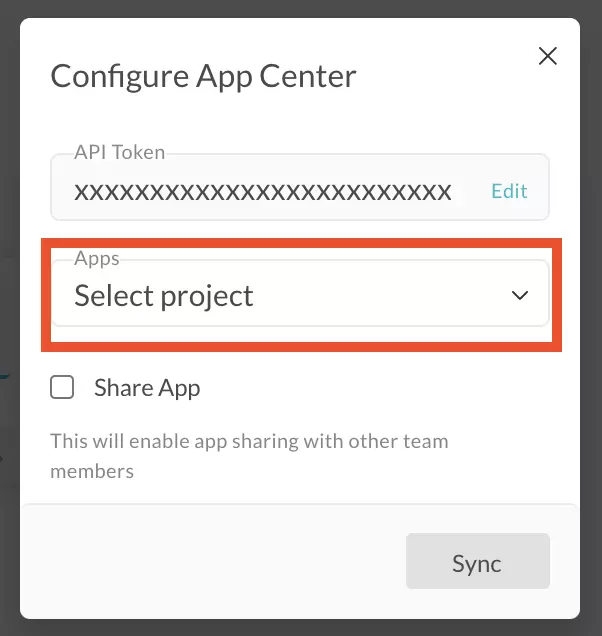 Configure App Center
API Token
xxxxxxxxxxxxxxxxxxxxxxxxx
Edit
Apps
Select project
Share App
This will enable app sharing with other team
members
Sync